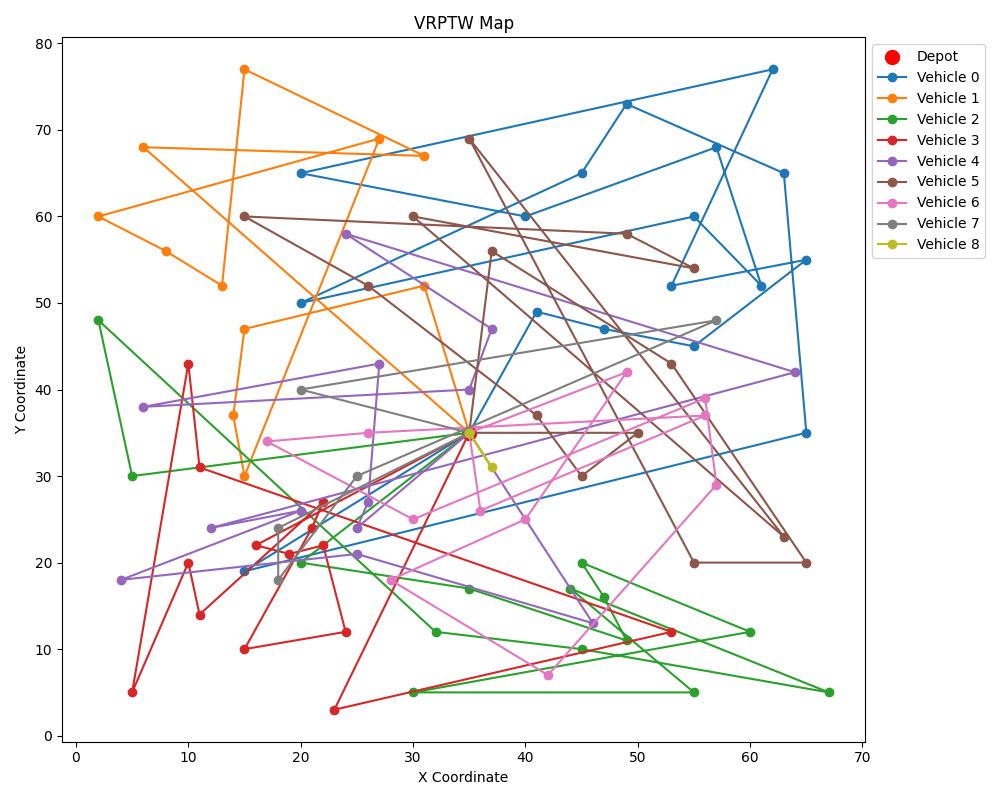 VRPTW Map
Y Coordinate
80
70
60
50
40
30
20
10
0
0 10 20 30 40 50 60 70
X Coordinate
Depot
Vehicle 0
Vehicle 1
Vehicle 2
Vehicle 3
Vehicle 4
Vehicle 5
Vehicle 6
Vehicle 7
Vehicle 8